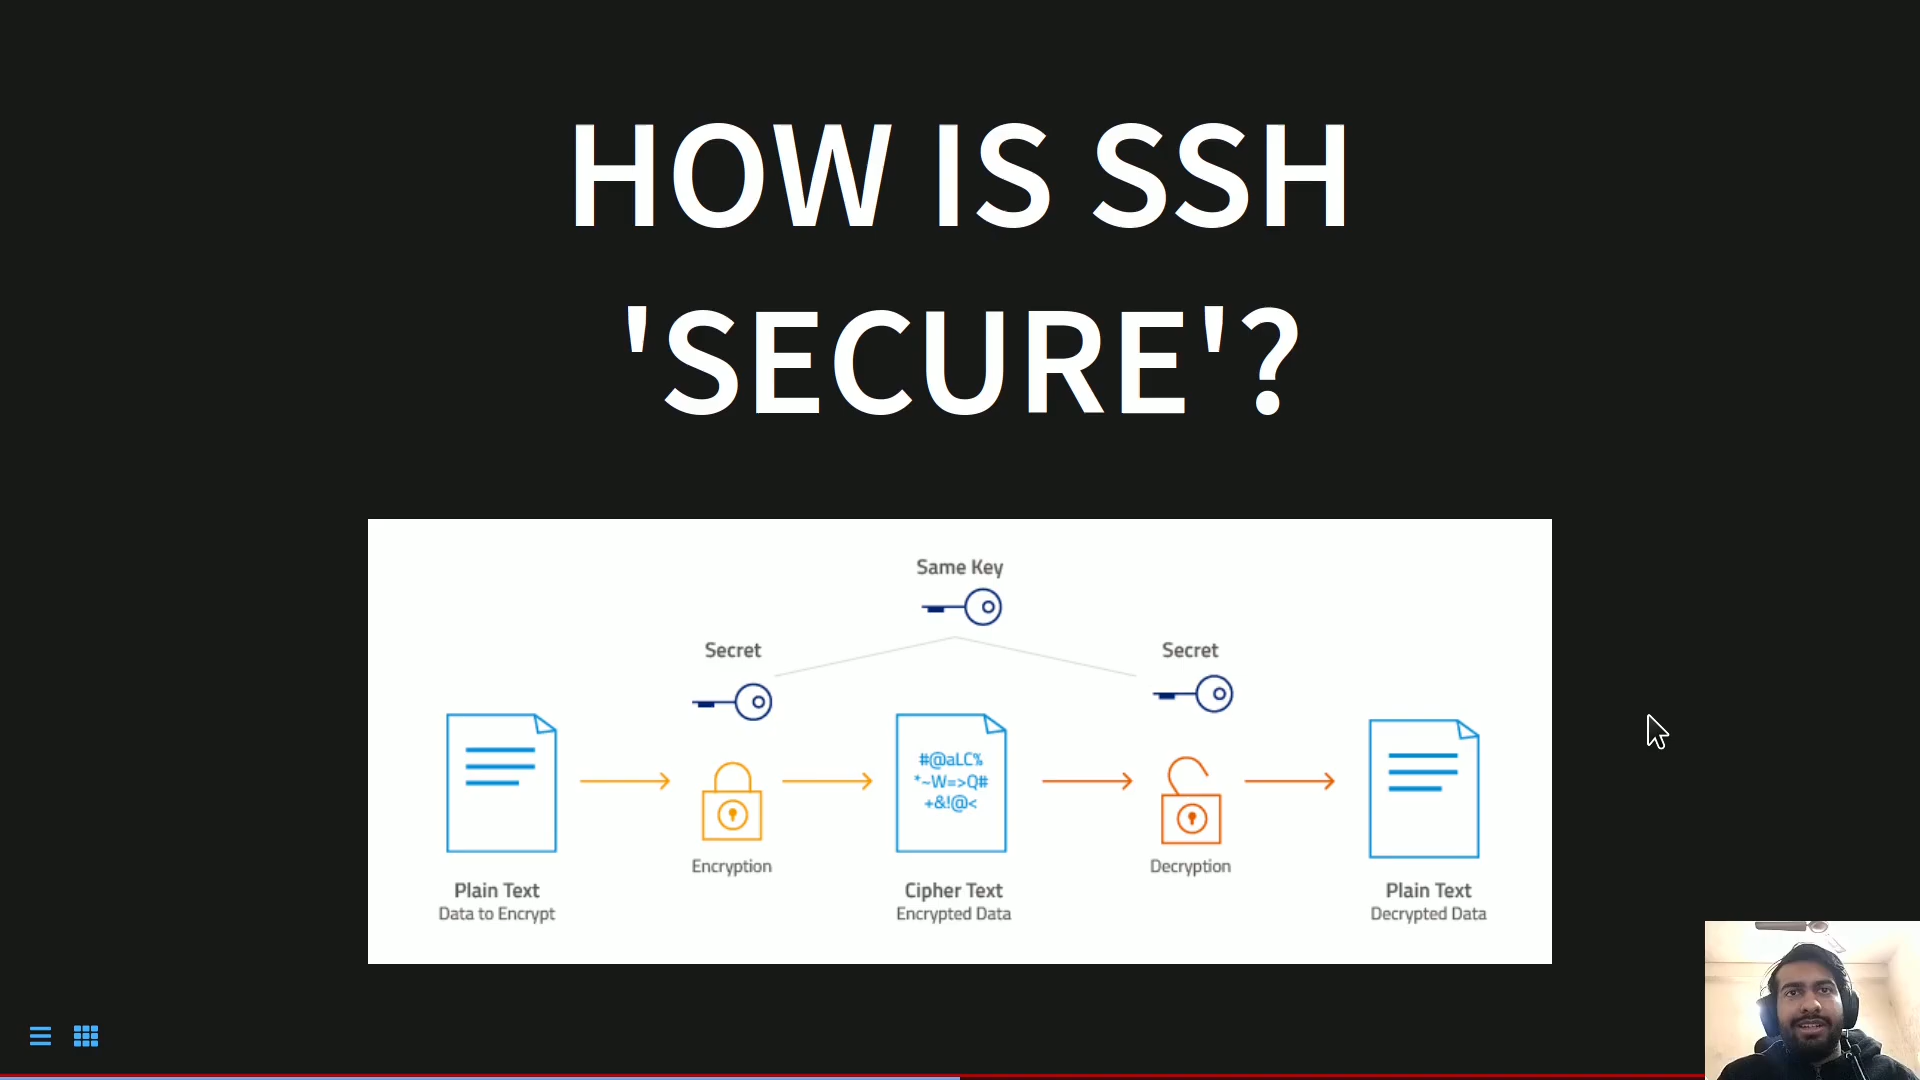 HOW IS SSH
'SECURE'?
Same Key
Secret
Secret
#@aLC%
*~W=>Q#
+&!@<
Encryption
Decryption
Plain Text
Data to Encrypt
Cipher Text
Encrypted Data
Plain Text
Decrypted Data